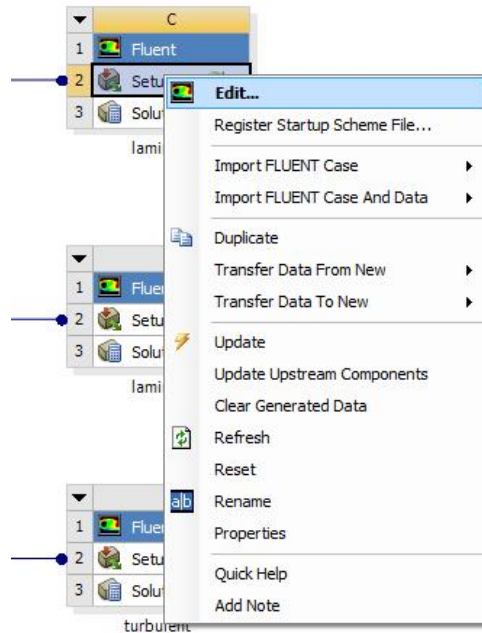 C
1 Fluent
2 Setu
3 Solu
lami
Edit...
Register Startup Scheme File...
Import FLUENT Case
Import FLUENT Case And Data
Duplicate
Transfer Data From New
Transfer Data To New
Update
Update Upstream Components
Clear Generated Data
Refresh
Reset
a|b Rename
Properties
Quick Help
Add Note
1 Flue
2 Setu
3 Solu
lami
1 Flue
2 Setu
3 Solu
turbulent